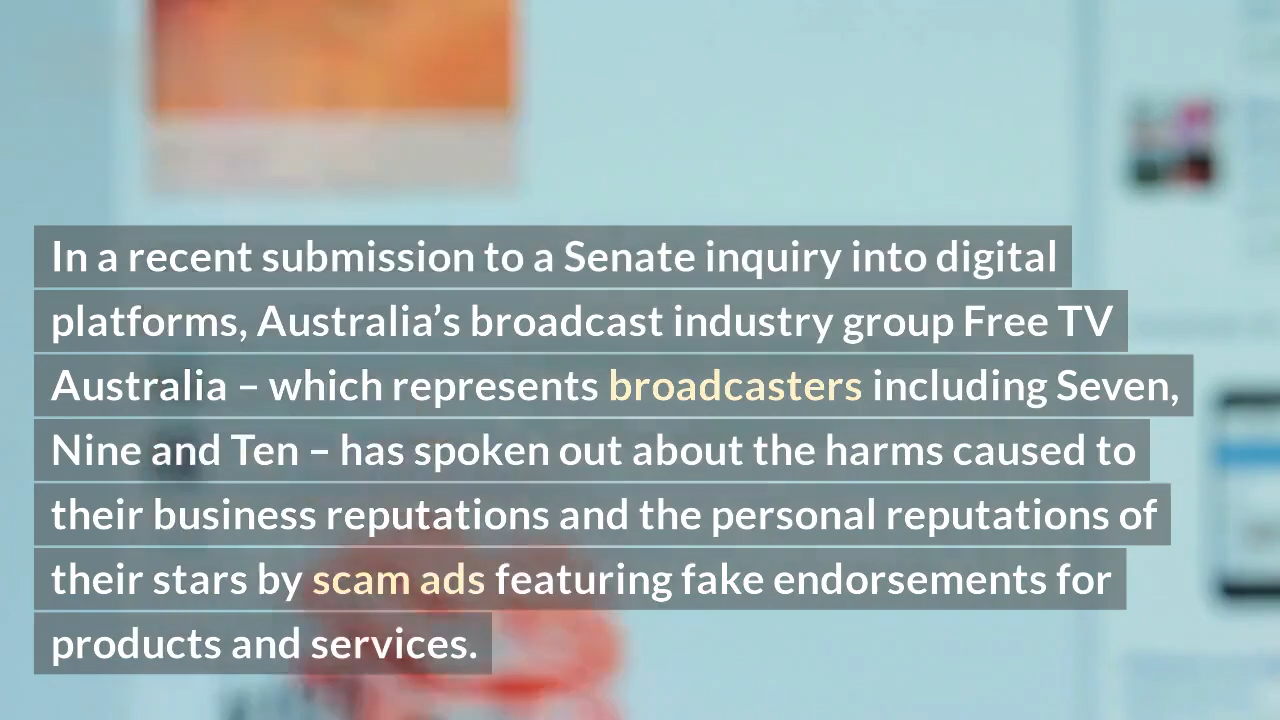 In a recent submission to a Senate inquiry into digital
platforms, Australia’s broadcast industry group Free TV
Australia – which represents broadcasters including Seven,
Nine and Ten – has spoken out about the harms caused to
their business reputations and the personal reputations of
their stars by scam ads featuring fake endorsements for
products and services.